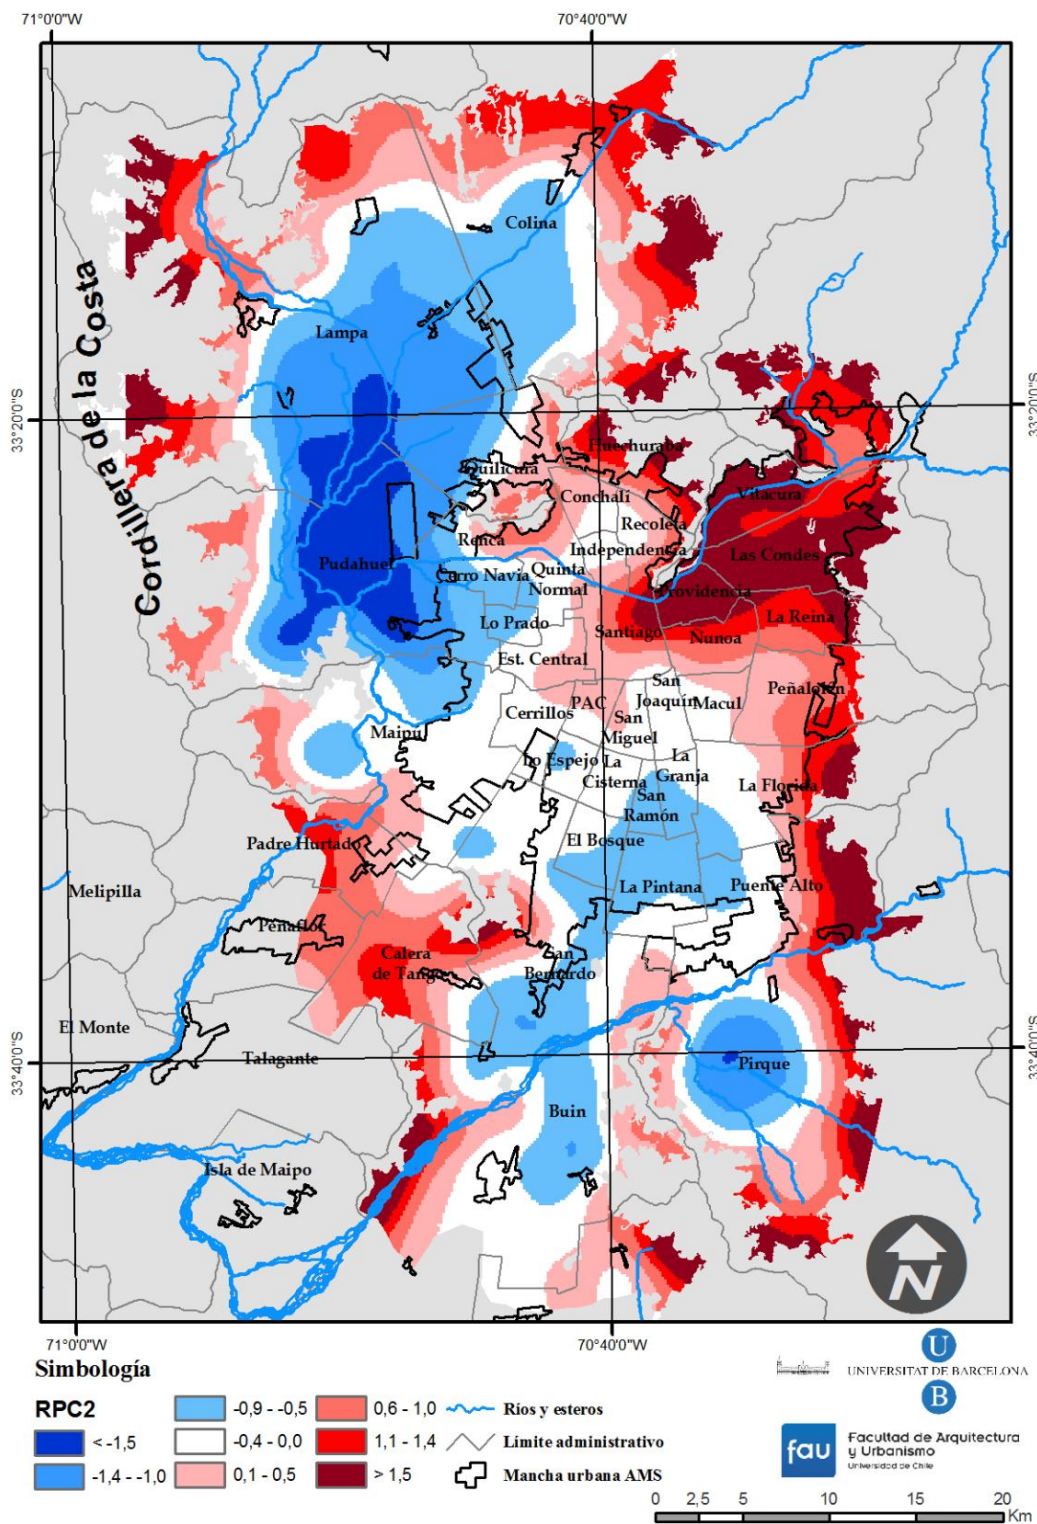 71°0'0"W
70°40'0"W
Colina
Cordillera de la Costa
Lampa
33°20'0"S
33°20'0"S
Huechuraba
Quilicura
Conchalí
Vitacura
Recoleta
Renca
Independencia
Las Condes
Pudahuel
Cerro Navia
Quinta
Normal
Providencia
Lo Prado
Santiago
La Reina
Nunoa
Est. Central
San
Joaquín
Peñalolén
PAC
Macul
Cerrillos
San
Miguel
Maipú
Lo Espejo
La
Cisterna
La
Granja
La Florida
San
Ramón
Padre Hurtado
El Bosque
Melipilla
La Pintana
Puente Alto
Peñaflor
Calera
de Tango
San
Bernardo
El Monte
Talagante
33°40'0"S
33°40'0"S
Pirque
Buin
Isla de Maipo
N
71°0'0"W
70°40'0"W
Simbología
RPC2
< -1,5
-1,4 - -1,0
-0,9 - -0,5
-0,4 - 0,0
0,1 - 0,5
0,6 - 1,0
1,1 - 1,4
> 1,5
Ríos y esteros
Límite administrativo
Mancha urbana AMS
U
UNIVERSITAT DE BARCELONA
B
fau
Facultad de Arquitectura
y Urbanismo
Universidad de Chile
0 2,5 5 10 15 20
Km